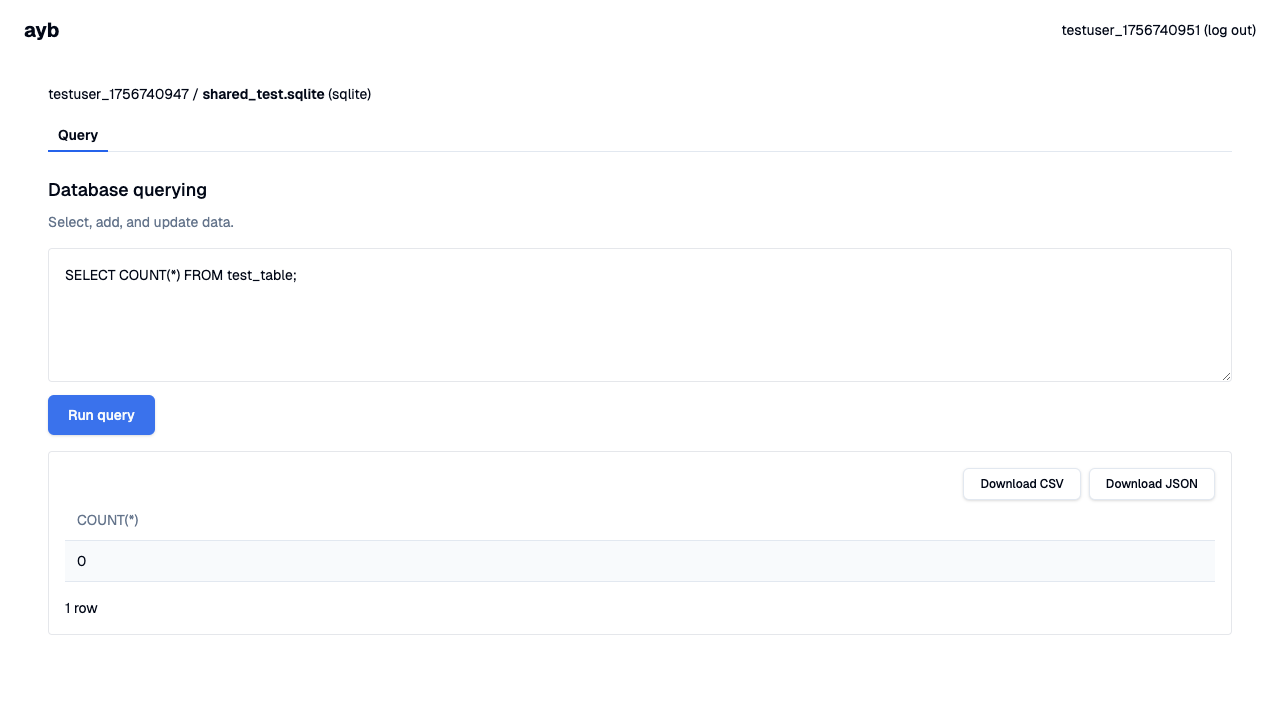 ayb
testuser_1756740951 (log out)
testuser_1756740947 / shared_test.sqlite (sqlite)
Query
Database querying
Select, add, and update data.
SELECT COUNT(*) FROM test_table;
Run query
Download CSV
Download JSON
COUNT(*)
0
1 row